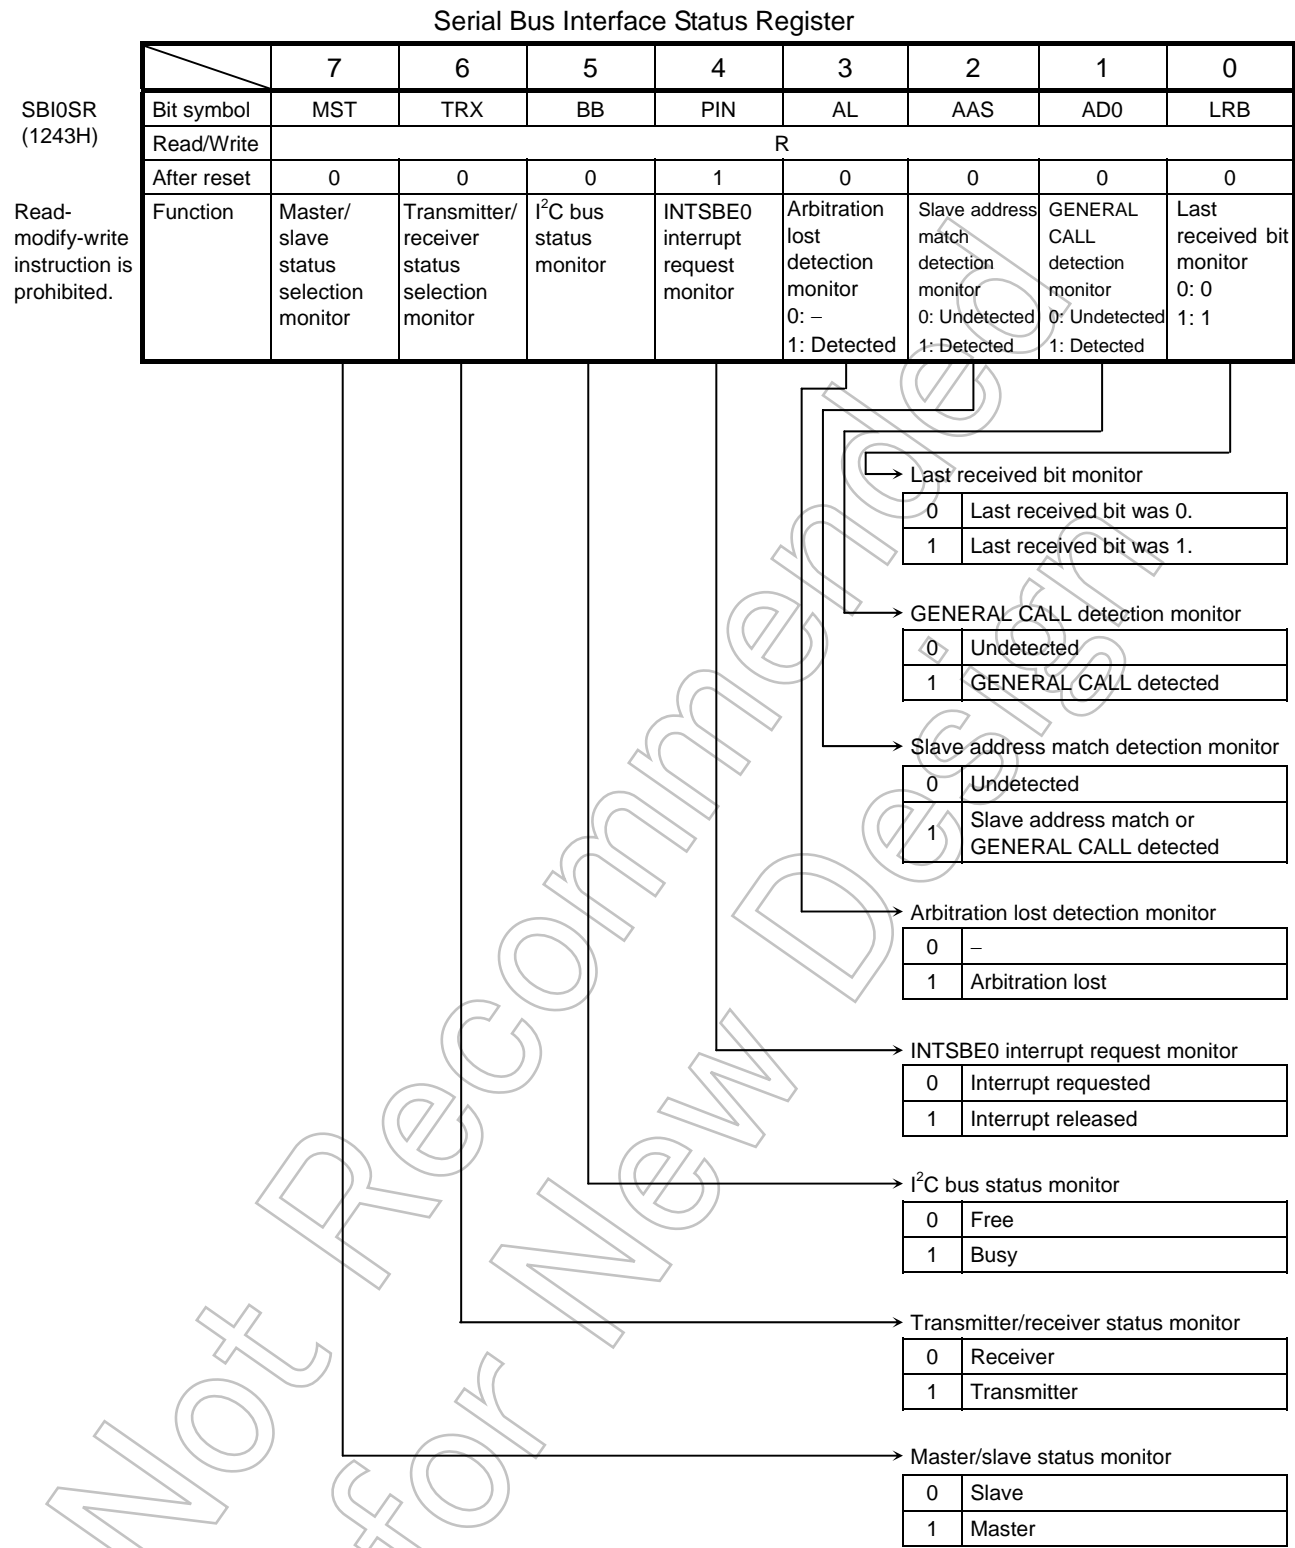 Serial Bus Interface Status Register
7 6 5 4 3 2 1 0
SBI0SR
(1243H)
Bit symbol MST TRX BB PIN AL AAS AD0 LRB
Read/Write R
After reset 0 0 0 1 0 0 0 0
Read-
modify-write
instruction is
prohibited.
Function
Master/
slave
status
selection
monitor
Transmitter/
receiver
status
selection
monitor
I²C bus
status
monitor
INTSBE0
interrupt
request
monitor
Arbitration
lost
detection
monitor
0: −
1: Detected
Slave address
match
detection
monitor
0: Undetected
1: Detected
GENERAL
CALL
detection
monitor
0: Undetected
1: Detected
Last
received bit
monitor
0: 0
1: 1
Last received bit monitor
0 Last received bit was 0.
1 Last received bit was 1.
GENERAL CALL detection monitor
0 Undetected
1 GENERAL CALL detected
Slave address match detection monitor
0 Undetected
1 Slave address match or
GENERAL CALL detected
Arbitration lost detection monitor
0 −
1 Arbitration lost
INTSBE0 interrupt request monitor
0 Interrupt requested
1 Interrupt released
I²C bus status monitor
0 Free
1 Busy
Transmitter/receiver status monitor
0 Receiver
1 Transmitter
Master/slave status monitor
0 Slave
1 Master
Not Recommended
for New Design